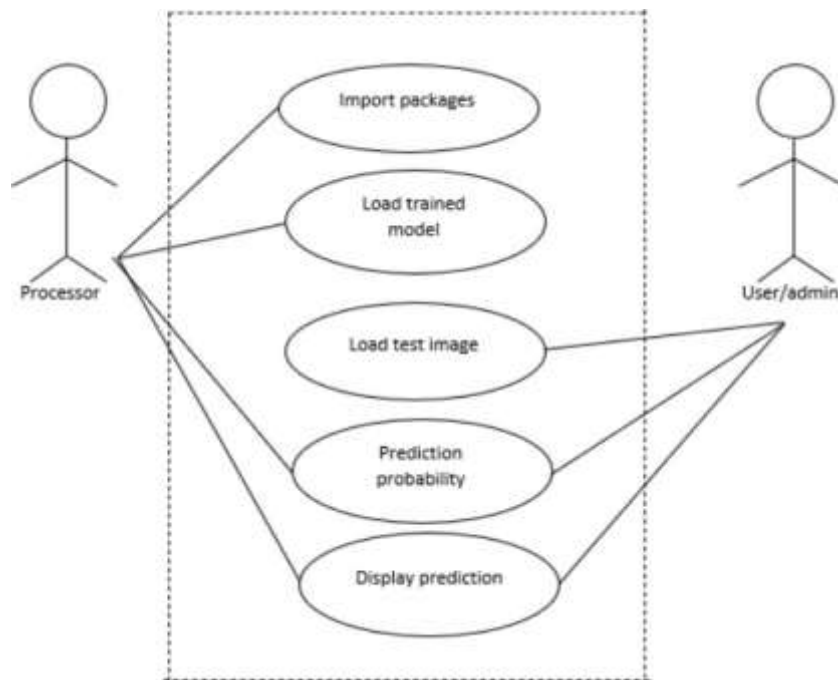 Import packages
Load trained
model
Processor
User/admin
Load test image
Prediction
probability
Display prediction